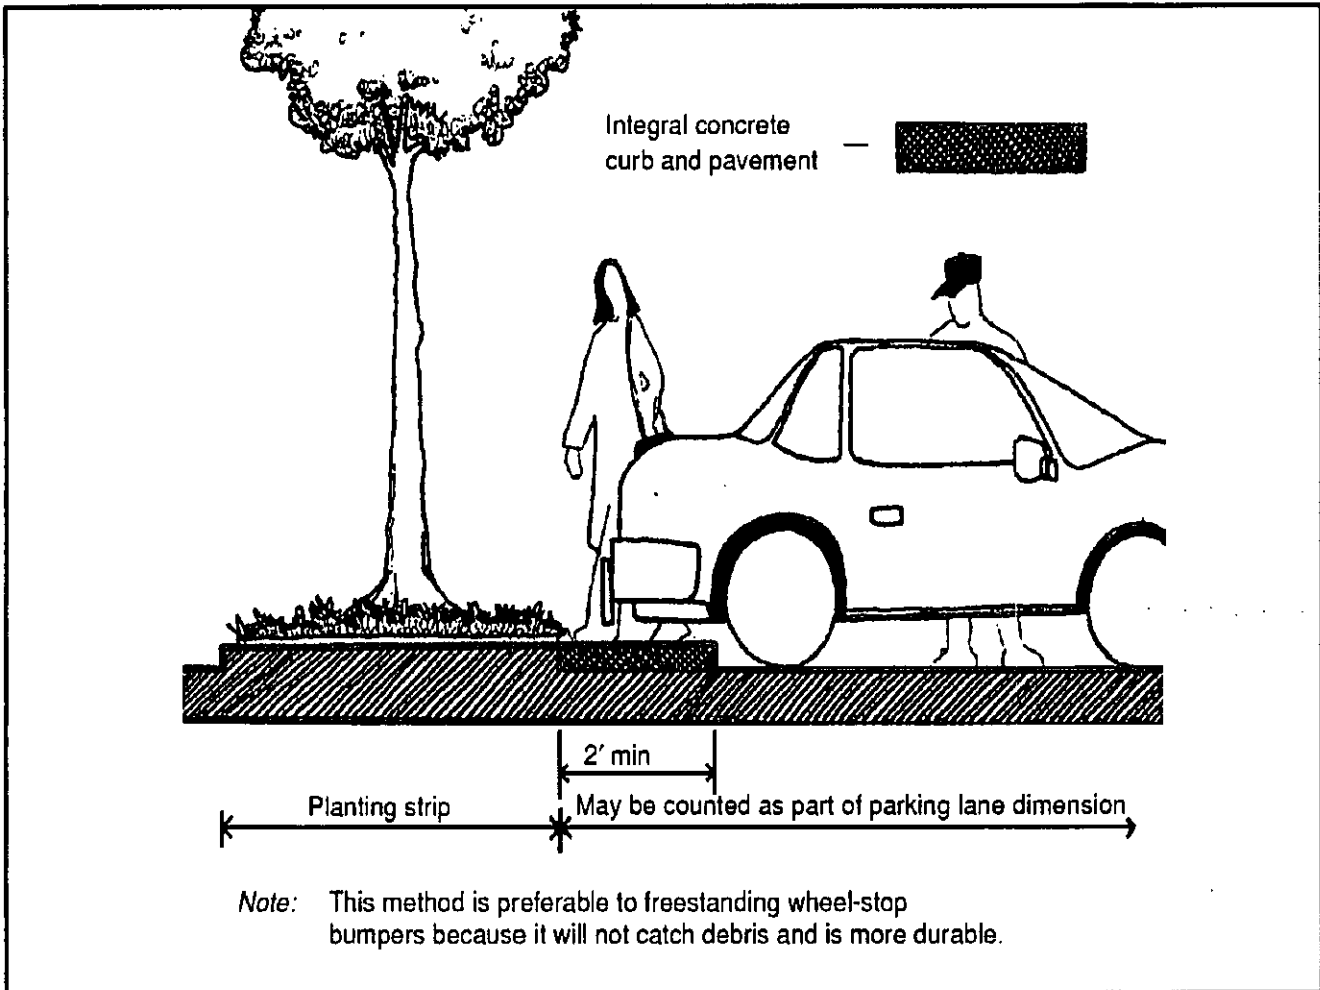 Integral concrete
curb and pavement
2′ min
Planting strip
May be counted as part of parking lane dimension
Note: This method is preferable to freestanding wheel-stop
bumpers because it will not catch debris and is more durable.